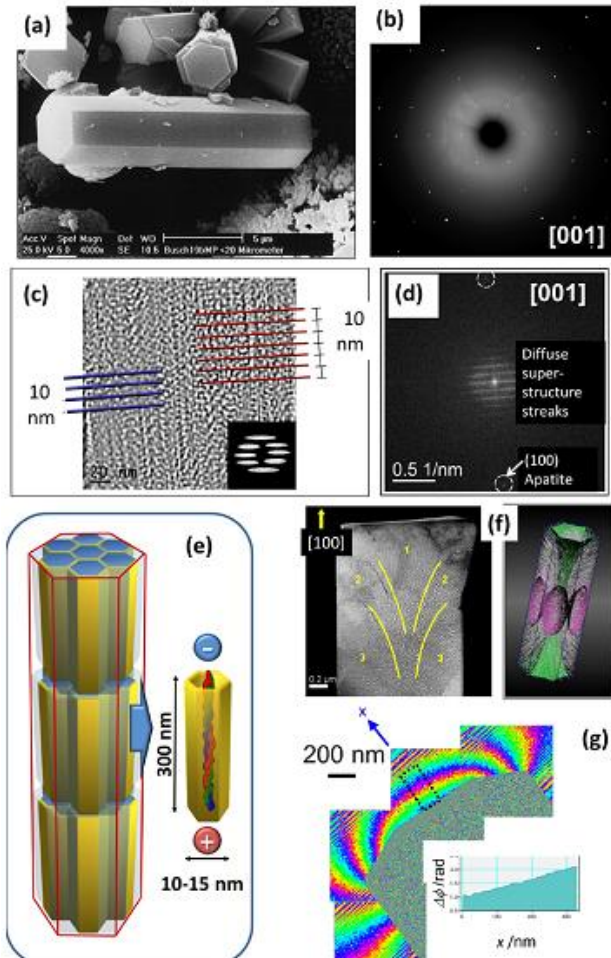 (a)
Acc.V Spot Magn Det WD 5 µm
25.0 kV 5.0 4000x SE 10.5 Busch19bMP <20 Mikrometer
(b)
[001]
(c)
10
nm
10
nm
20 nm
(d)
[001]
Diffuse
super-
structure
streaks
(100)
Apatite
0.5 1/nm
(e)
−
300 nm
+
10-15 nm
(f)
[100]
1
2
2
3
3
0.2 µm
(g)
x
200 nm
Δϕ/rad
x /nm